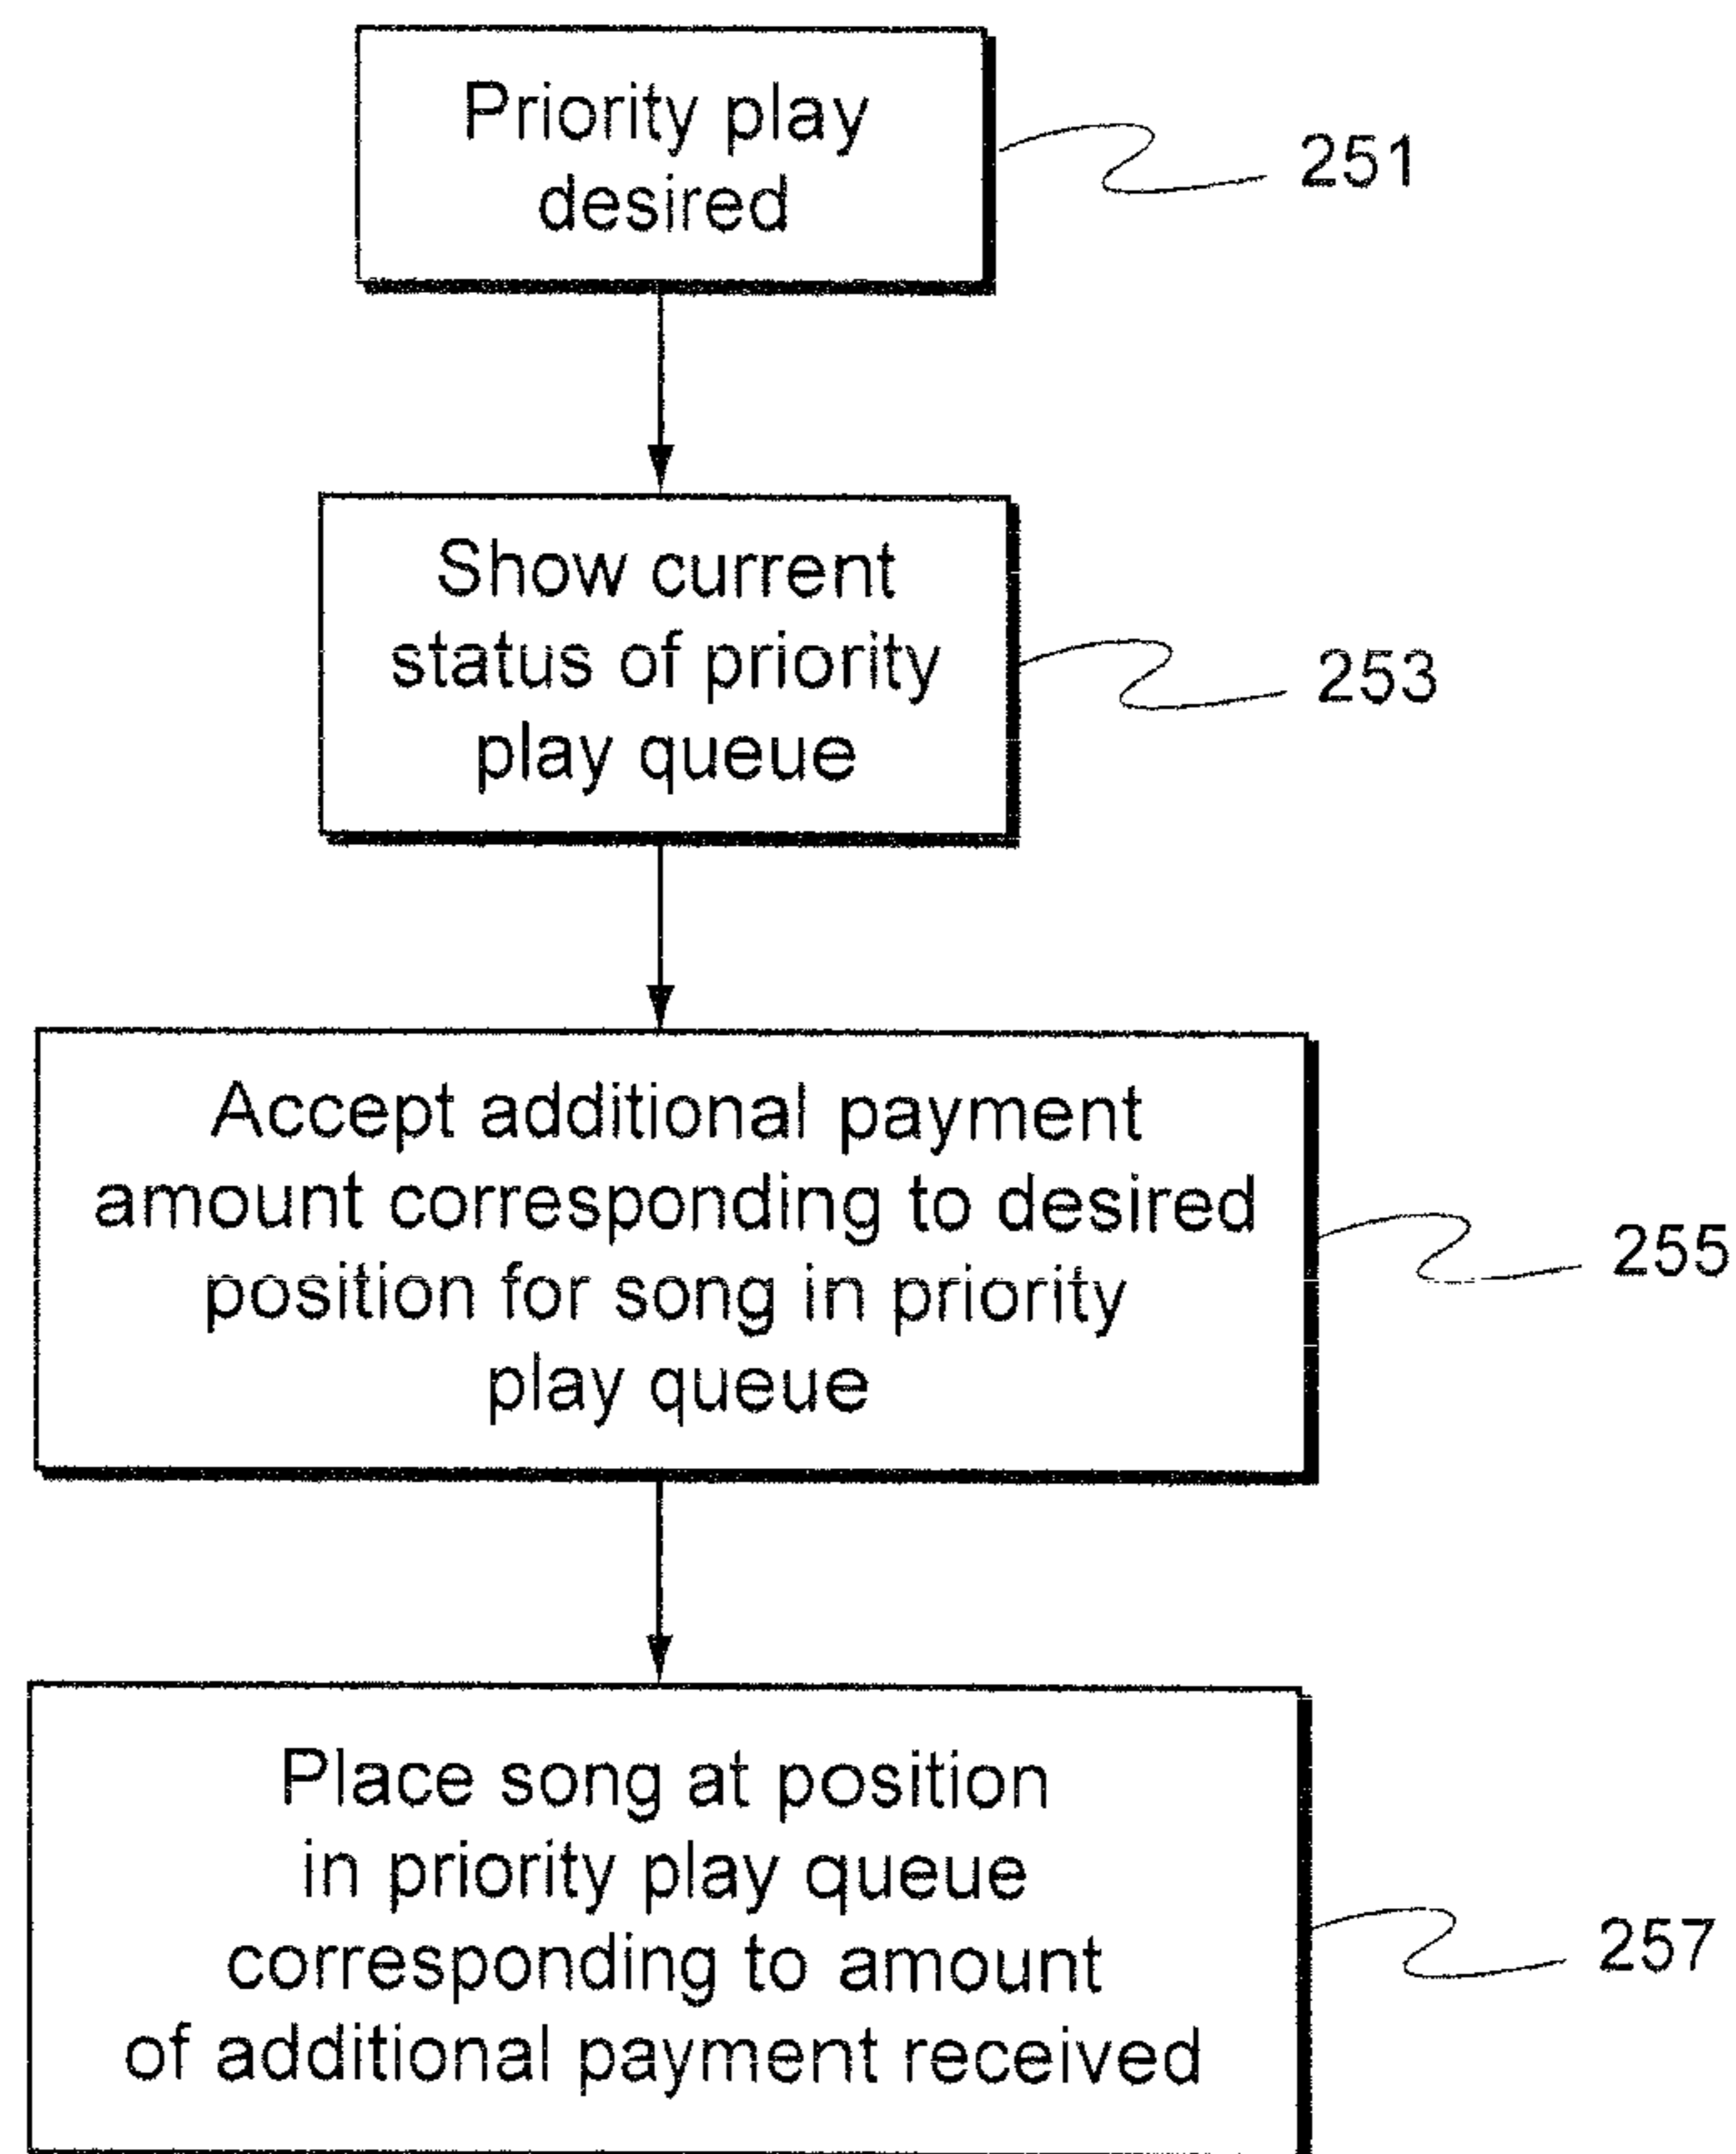 Priority play
desired
251
Show current
status of priority
play queue
253
Accept additional payment
amount corresponding to desired
position for song in priority
play queue
255
Place song at position
in priority play queue
corresponding to amount
of additional payment received
257